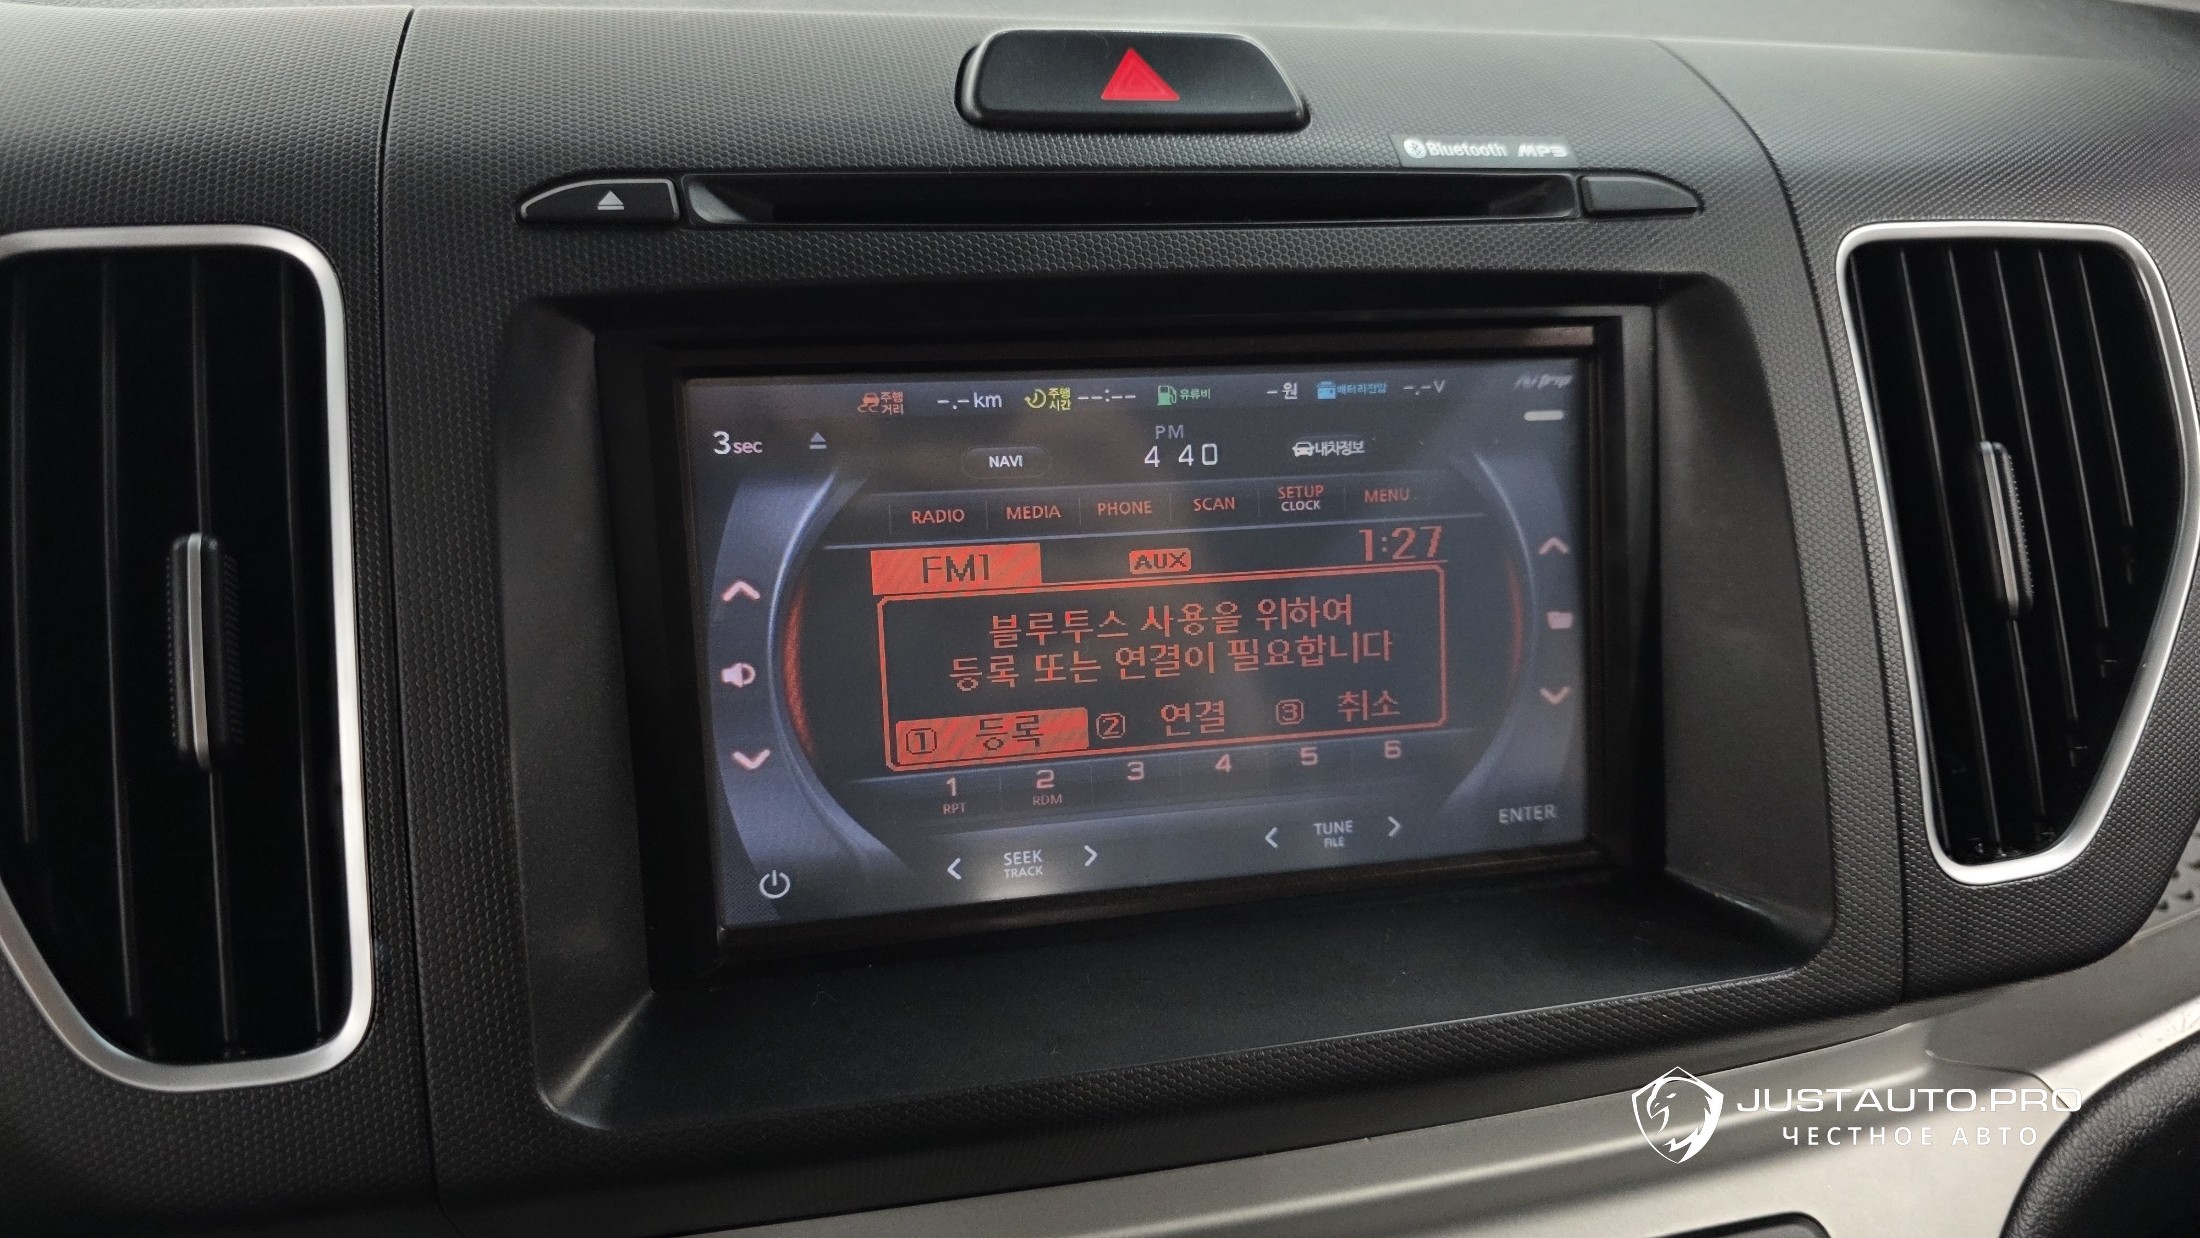 Bluetooth MP3
주행
거리
-.-km
주행
시간
--:--
유류비
-원
배터리전압
-.-V
3sec
PM
4 40
NAVI
내차정보
RADIO
MEDIA
PHONE
SCAN
SETUP
CLOCK
MENU
FM1
AUX
1:27
블루투스 사용을 위하여
등록 또는 연결이 필요합니다
① 등록
② 연결
③ 취소
1
RPT
2
RDM
3
4
5
6
SEEK
TRACK
TUNE
FILE
ENTER
JUSTAUTO.PRO
ЧЕСТНОЕ АВТО